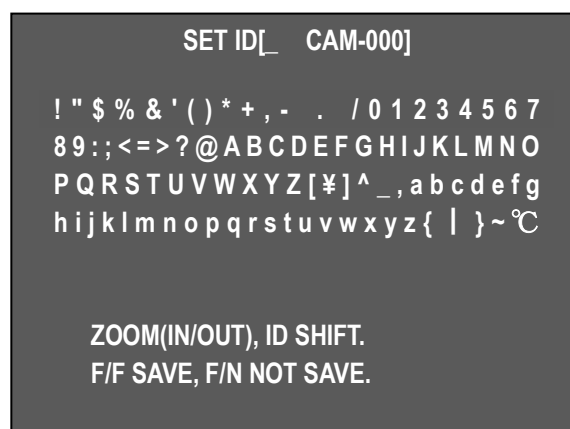 SET ID[_ CAM-000]
! " $ % & ' ( ) * + , - . / 0 1 2 3 4 5 6 7
8 9 : ; < = > ? @ A B C D E F G H I J K L M N O
P Q R S T U V W X Y Z [ ¥ ] ^ _ , a b c d e f g
h i j k l m n o p q r s t u v w x y z { | } ~ ℃
ZOOM(IN/OUT), ID SHIFT.
F/F SAVE, F/N NOT SAVE.